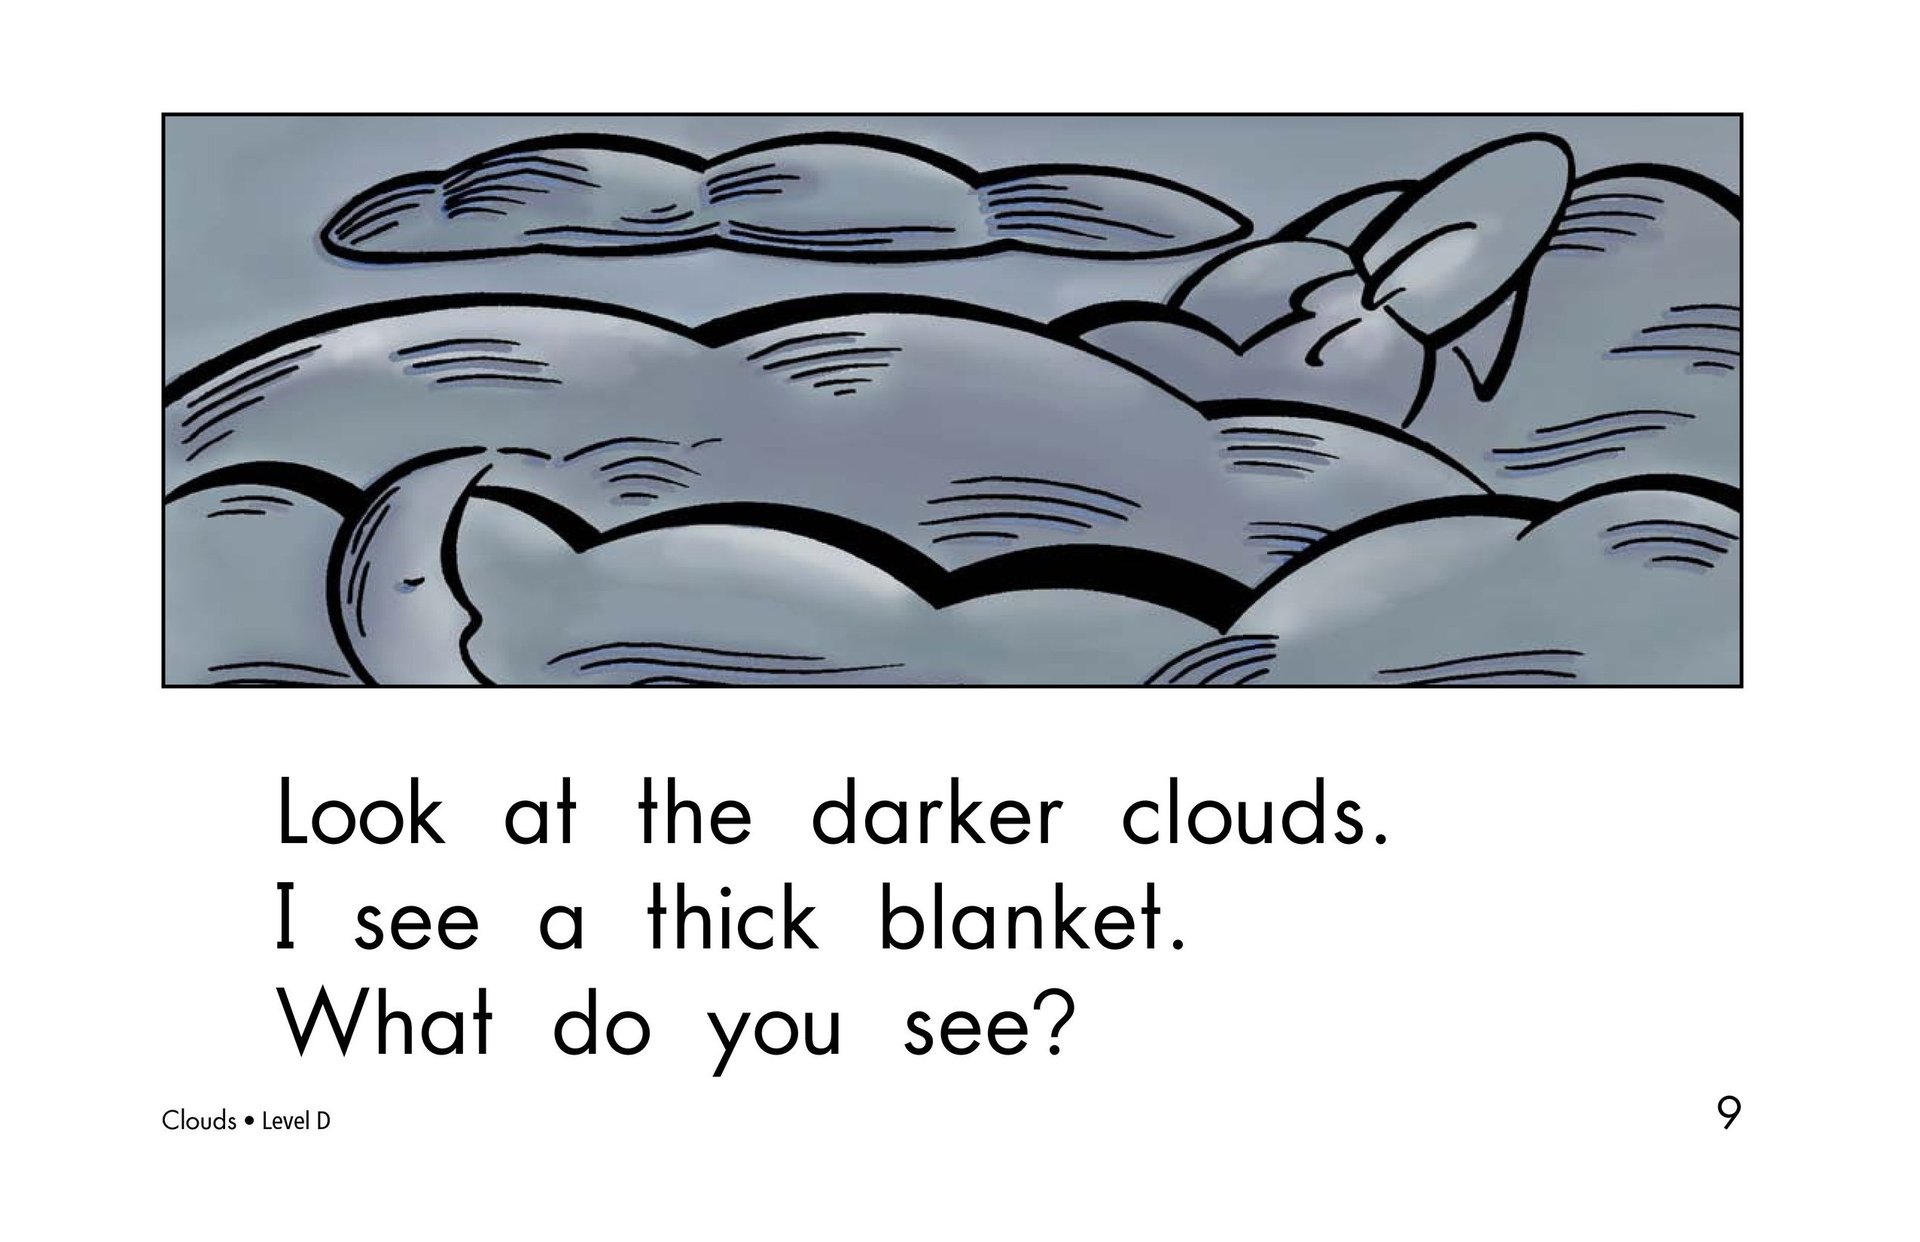 Look at the darker clouds.
I see a thick blanket.
What do you see?
Clouds • Level D
9